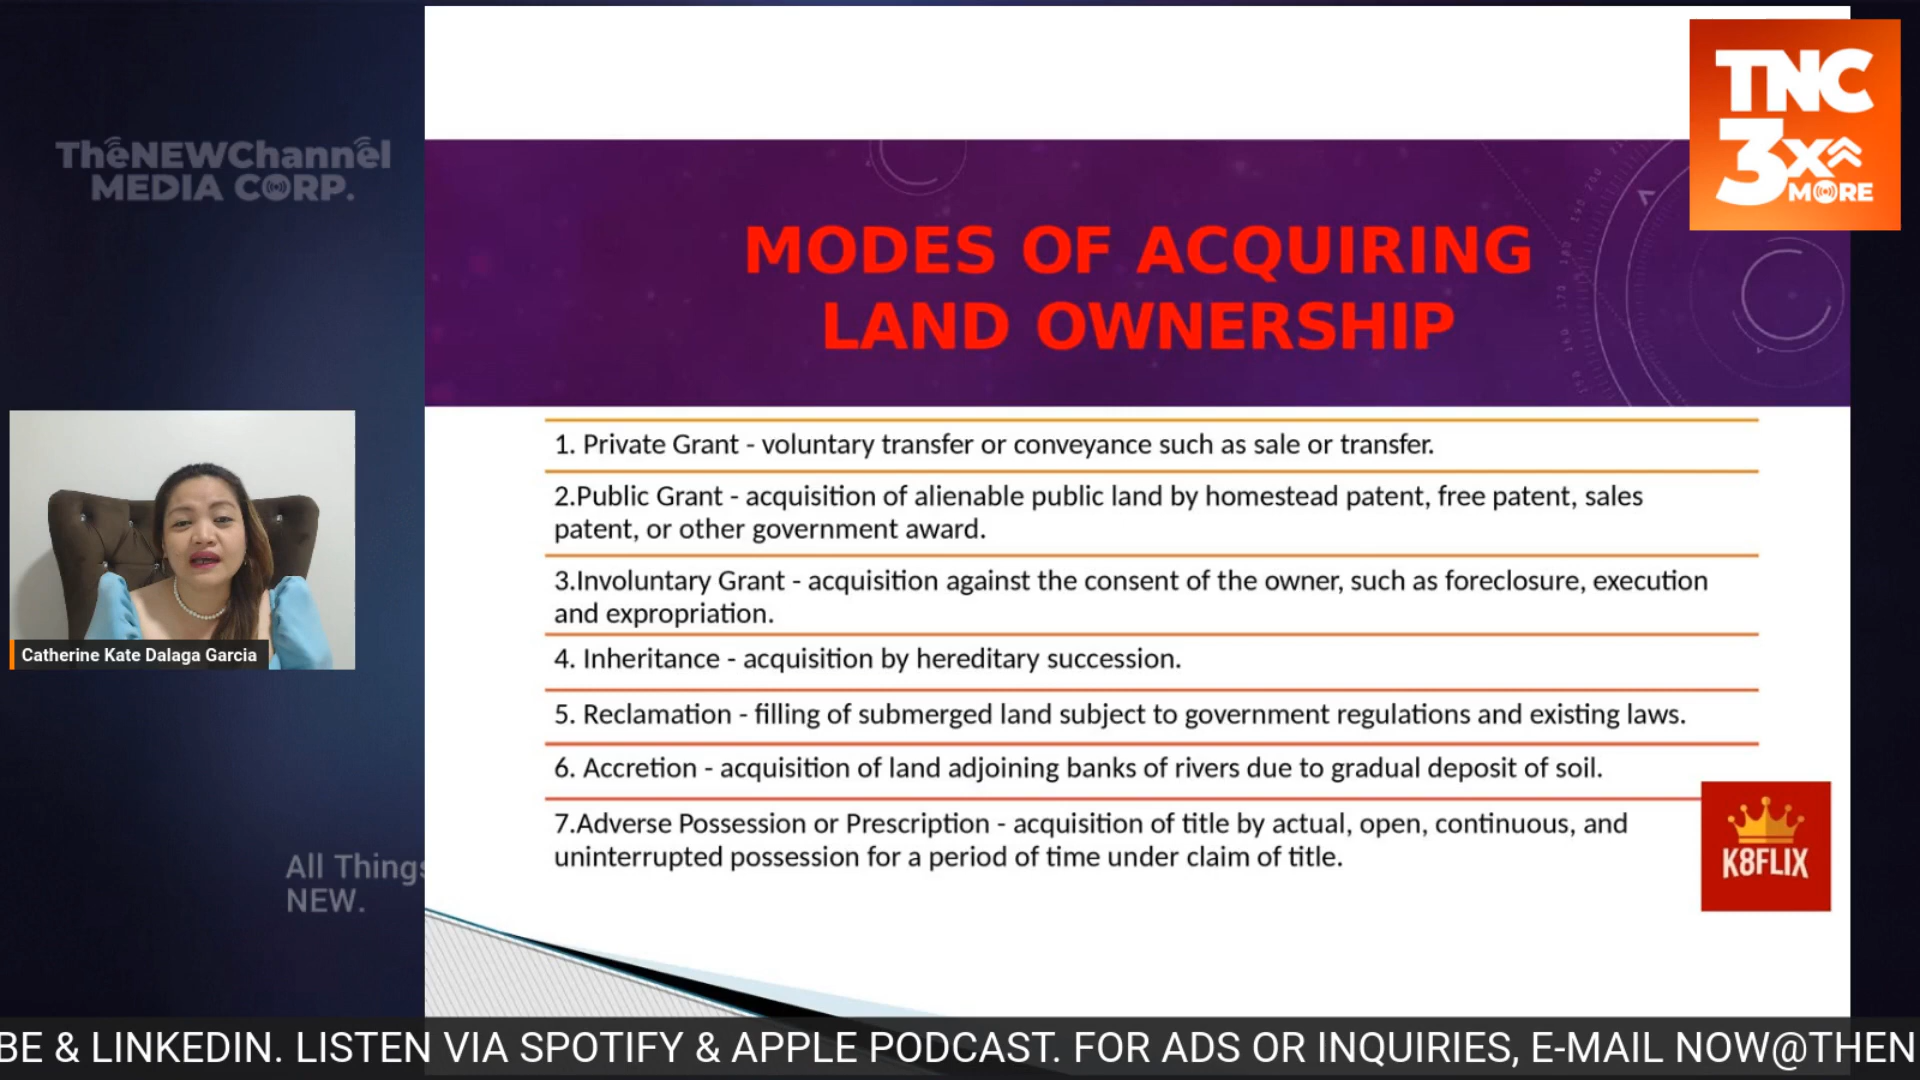 TheNEWChannel
MEDIA CORP.
TNC
3x
MORE
MODES OF ACQUIRING
LAND OWNERSHIP
1. Private Grant - voluntary transfer or conveyance such as sale or transfer.
2.Public Grant - acquisition of alienable public land by homestead patent, free patent, sales
patent, or other government award.
3.Involuntary Grant - acquisition against the consent of the owner, such as foreclosure, execution
and expropriation.
4. Inheritance - acquisition by hereditary succession.
5. Reclamation - filling of submerged land subject to government regulations and existing laws.
6. Accretion - acquisition of land adjoining banks of rivers due to gradual deposit of soil.
7.Adverse Possession or Prescription - acquisition of title by actual, open, continuous, and
uninterrupted possession for a period of time under claim of title.
Catherine Kate Dalaga Garcia
All Things
NEW.
K8FLIX
BE & LINKEDIN. LISTEN VIA SPOTIFY & APPLE PODCAST. FOR ADS OR INQUIRIES, E-MAIL NOW@THEN